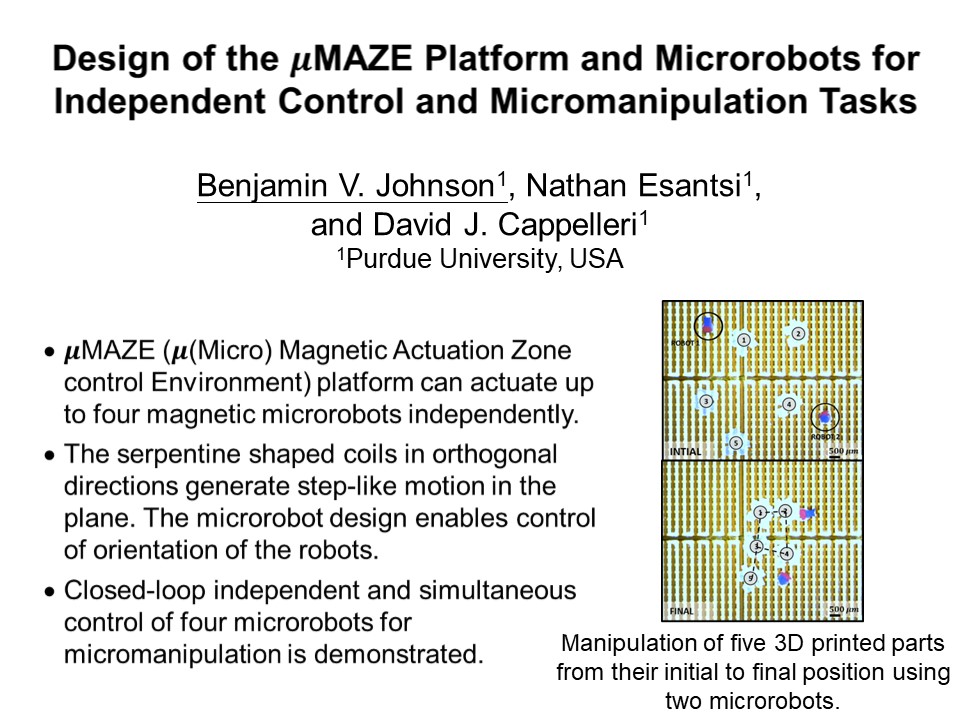 Design of the 𝝁MAZE Platform and Microrobots for
Independent Control and Micromanipulation Tasks
Benjamin V. Johnson¹, Nathan Esantsi¹,
and David J. Cappelleri¹
¹Purdue University, USA
• 𝝁MAZE (𝝁(Micro) Magnetic Actuation Zone
control Environment) platform can actuate up
to four magnetic microrobots independently.
• The serpentine shaped coils in orthogonal
directions generate step-like motion in the
plane. The microrobot design enables control
of orientation of the robots.
• Closed-loop independent and simultaneous
control of four microrobots for
micromanipulation is demonstrated.
ROBOT 1
1
2
3
4
ROBOT 2
5
INTIAL
500 𝜇m
4
FINAL
500 𝜇m
Manipulation of five 3D printed parts
from their initial to final position using
two microrobots.